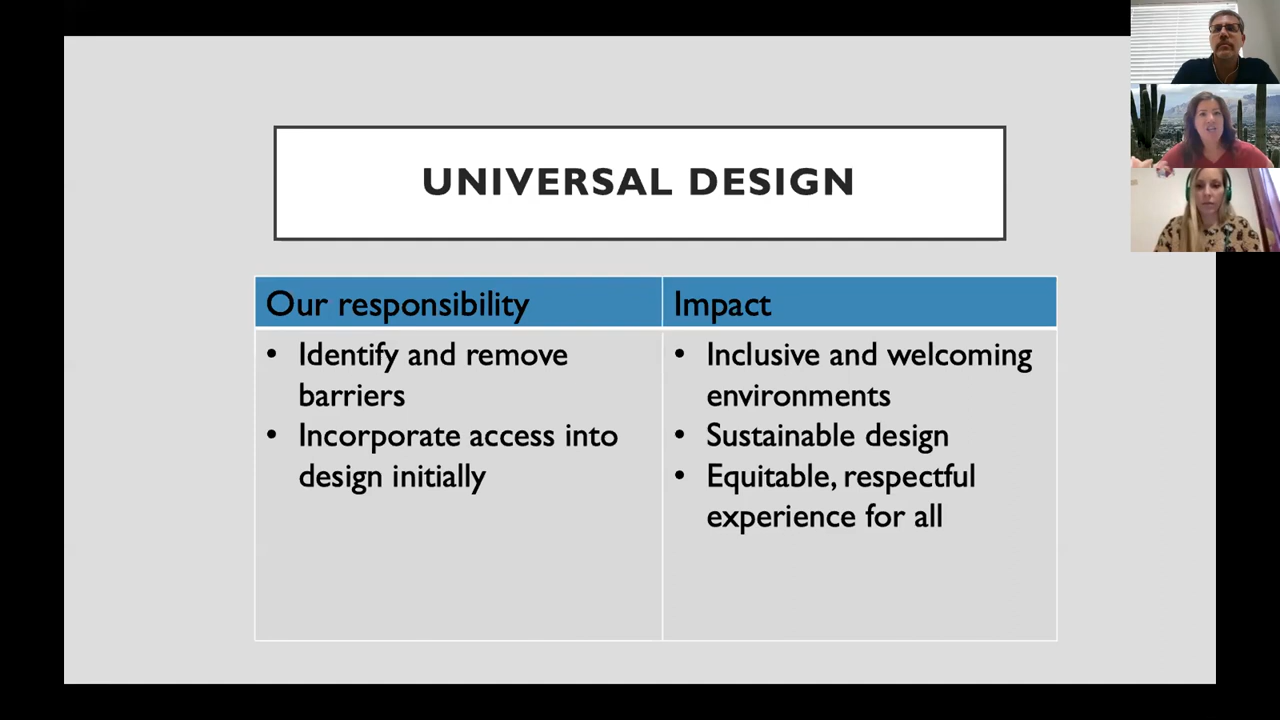 UNIVERSAL DESIGN
Our responsibility
Impact
• Identify and remove
barriers
• Incorporate access into
design initially
• Inclusive and welcoming
environments
• Sustainable design
• Equitable, respectful
experience for all